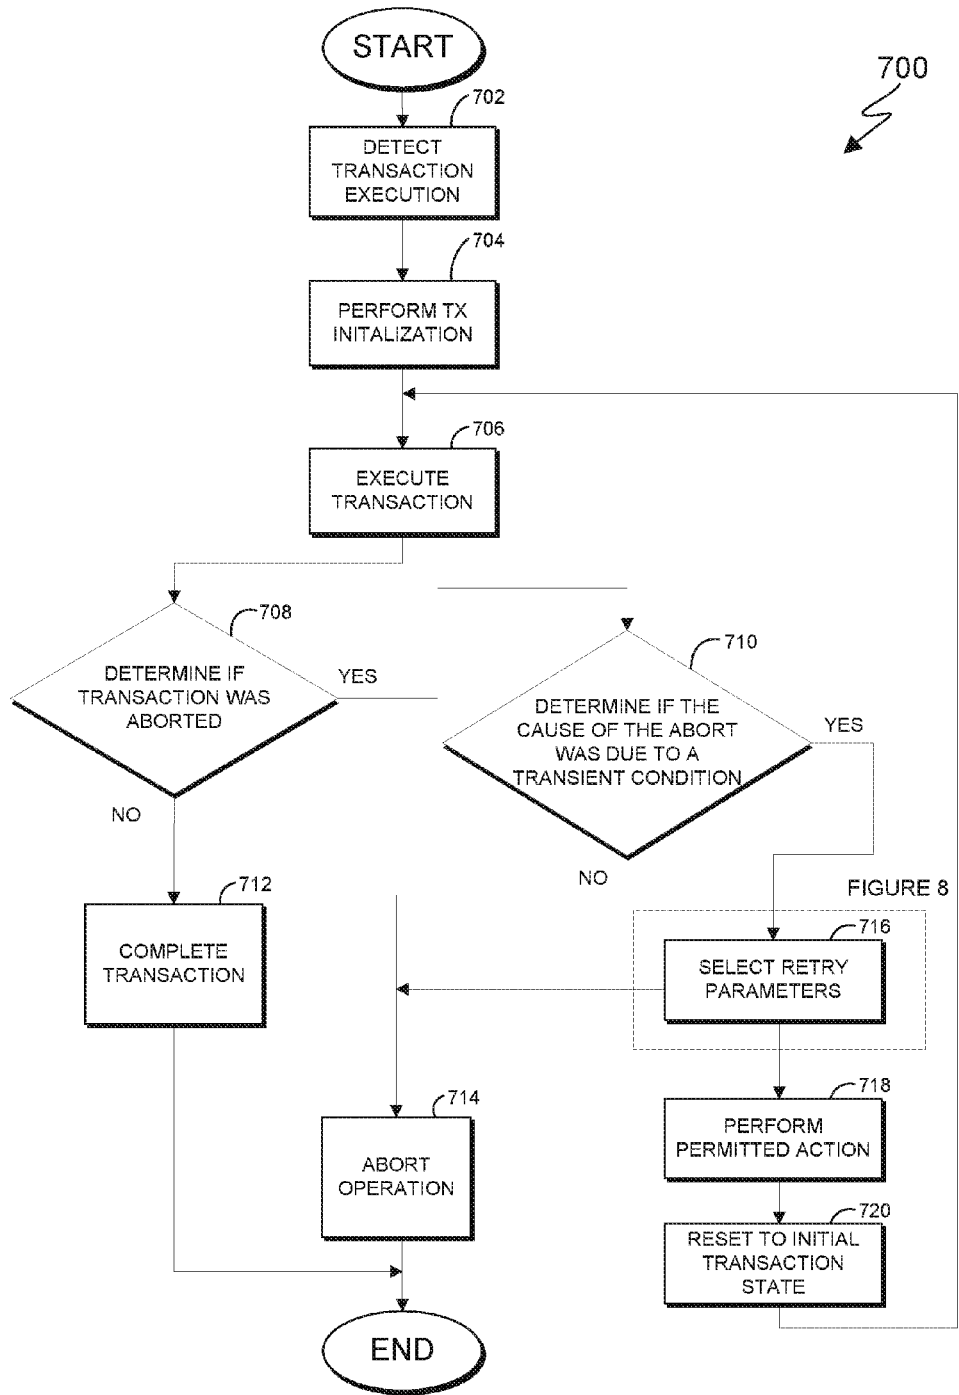 START
700
702
DETECT
TRANSACTION
EXECUTION
704
PERFORM TX
INITALIZATION
706
EXECUTE
TRANSACTION
708
DETERMINE IF
TRANSACTION WAS
ABORTED
YES
NO
710
DETERMINE IF THE
CAUSE OF THE ABORT
WAS DUE TO A
TRANSIENT CONDITION
YES
NO
712
COMPLETE
TRANSACTION
FIGURE 8
716
SELECT RETRY
PARAMETERS
714
ABORT
OPERATION
718
PERFORM
PERMITTED ACTION
720
RESET TO INITIAL
TRANSACTION
STATE
END